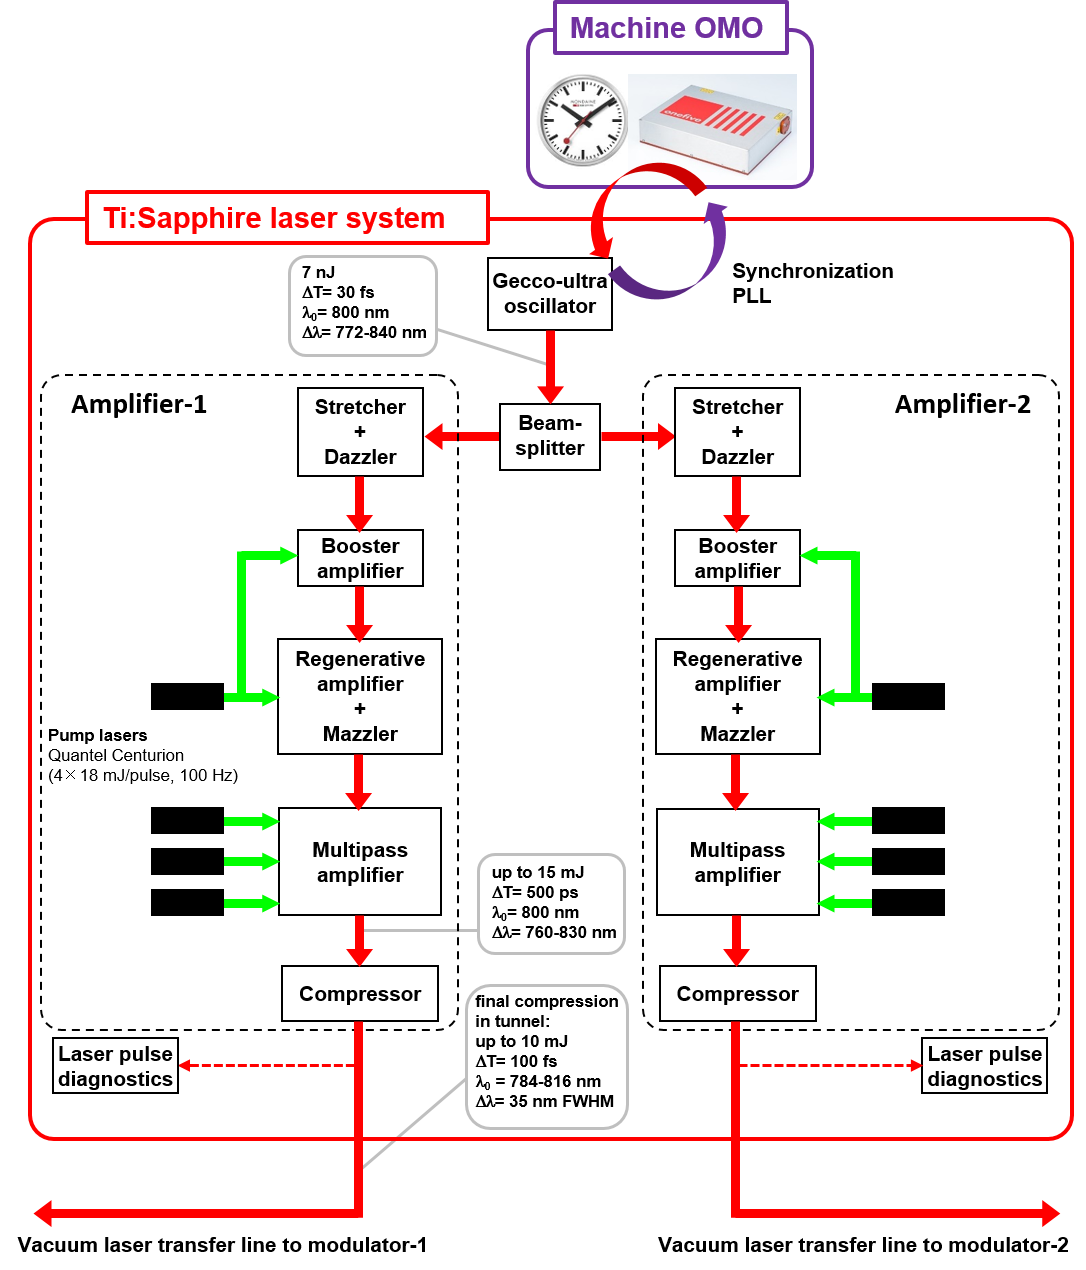 Machine OMO
MONDAINE
onefive
Ti:Sapphire laser system
Synchronization
PLL
Gecco-ultra
oscillator
7 nJ
ΔT= 30 fs
λ₀= 800 nm
Δλ= 772-840 nm
Amplifier-1
Stretcher
+
Dazzler
Beam-
splitter
Stretcher
+
Dazzler
Amplifier-2
Booster
amplifier
Booster
amplifier
Regenerative
amplifier
+
Mazzler
Regenerative
amplifier
+
Mazzler
Pump lasers
Quantel Centurion
(4×18 mJ/pulse, 100 Hz)
Multipass
amplifier
Multipass
amplifier
up to 15 mJ
ΔT= 500 ps
λ₀= 800 nm
Δλ= 760-830 nm
Compressor
Compressor
final compression
in tunnel:
up to 10 mJ
ΔT= 100 fs
λ₀ = 784-816 nm
Δλ= 35 nm FWHM
Laser pulse
diagnostics
Laser pulse
diagnostics
Vacuum laser transfer line to modulator-1
Vacuum laser transfer line to modulator-2